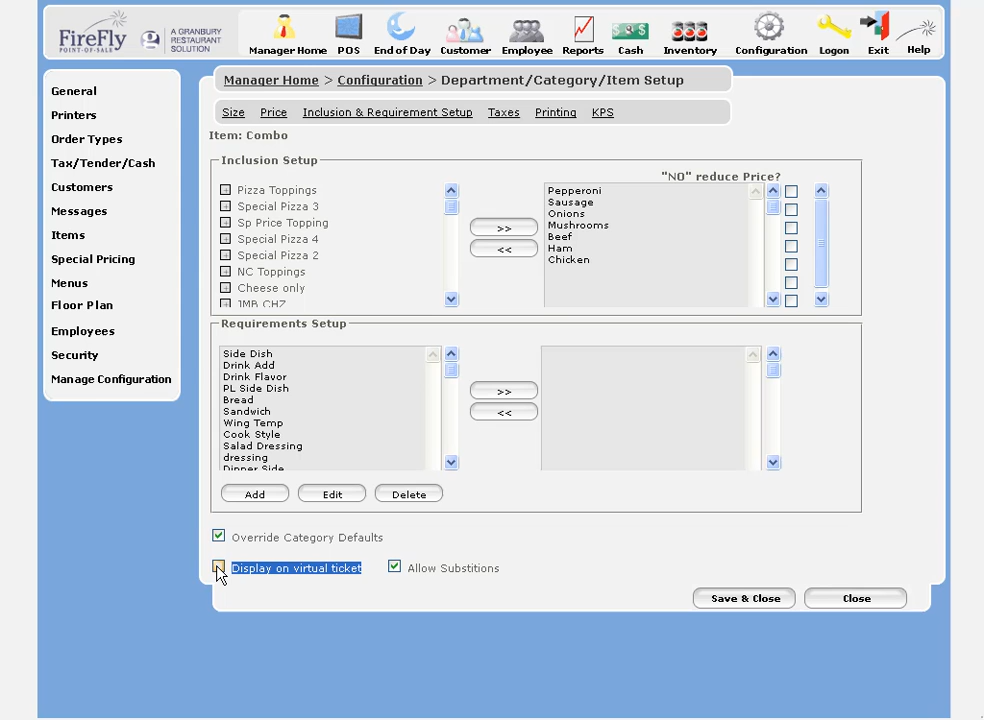 FireFly
POINT-OF-SALE
A GRANBURY
RESTAURANT
SOLUTION
Manager Home
POS
End of Day
Customer
Employee
Reports
Cash
Inventory
Configuration
Logon
Exit
Help
General
Printers
Order Types
Tax/Tender/Cash
Customers
Messages
Items
Special Pricing
Menus
Floor Plan
Employees
Security
Manage Configuration
Manager Home > Configuration > Department/Category/Item Setup
Size Price Inclusion & Requirement Setup Taxes Printing KPS
Item: Combo
Inclusion Setup
"NO" reduce Price?
Pizza Toppings
Special Pizza 3
Sp Price Topping
Special Pizza 4
Special Pizza 2
NC Toppings
Cheese only
JMB CHZ
>>
<<
Pepperoni
Sausage
Onions
Mushrooms
Beef
Ham
Chicken
Requirements Setup
Side Dish
Drink Add
Drink Flavor
PL Side Dish
Bread
Sandwich
Wing Temp
Cook Style
Salad Dressing
dressing
Dinner Side
>>
<<
Add Edit Delete
Override Category Defaults
Display on virtual ticket Allow Substitions
Save & Close Close